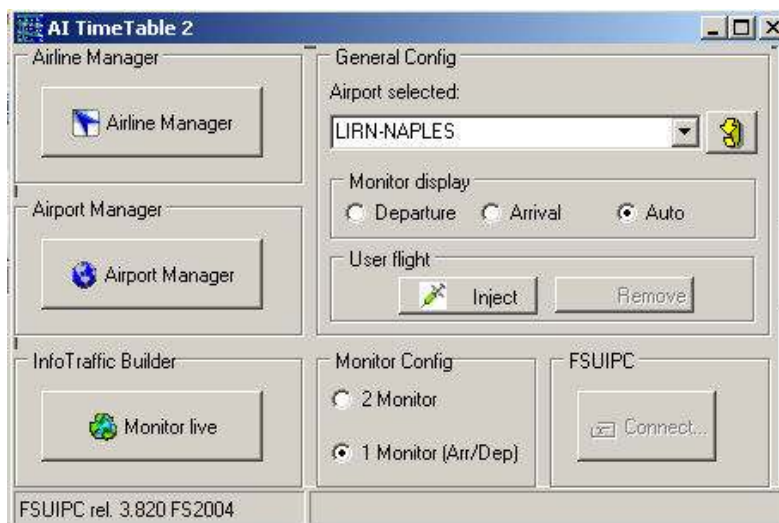 AI TimeTable 2
Airline Manager
Airline Manager
Airport Manager
Airport Manager
InfoTraffic Builder
Monitor live
General Config
Airport selected:
LIRN-NAPLES
Monitor display
Departure Arrival Auto
User flight
Inject Remove
Monitor Config
2 Monitor
1 Monitor (Arr/Dep)
FSUIPC
Connect...
FSUIPC rel. 3.820 FS2004